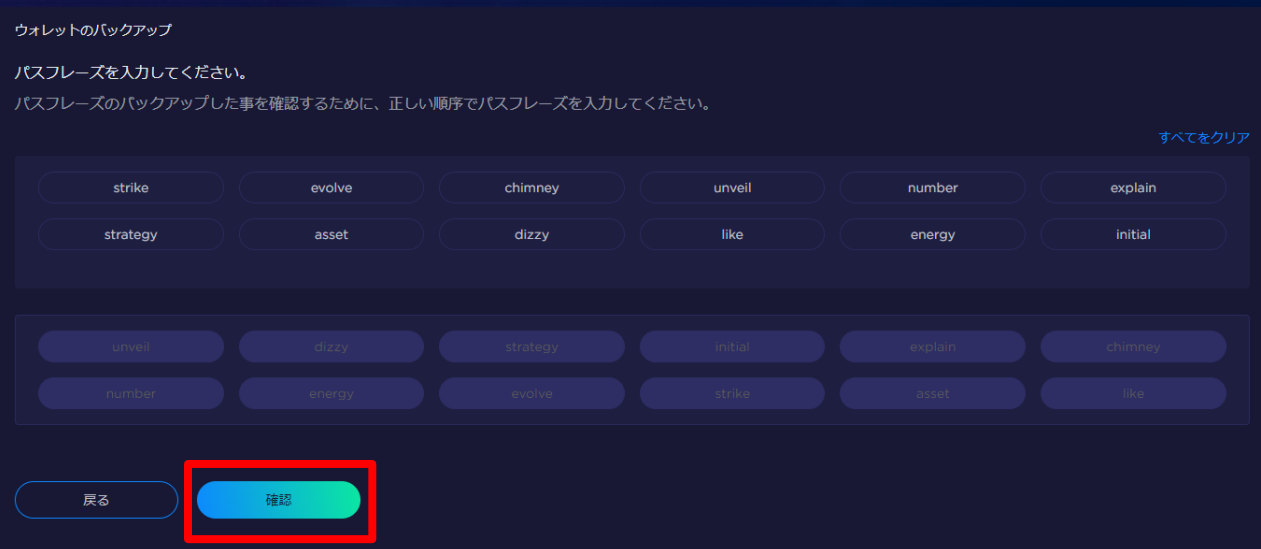 ウォレットのバックアップ
パスフレーズを入力してください。
パスフレーズのバックアップした事を確認するために、正しい順序でパスフレーズを入力してください。
すべてをクリア
strike evolve chimney unveil number explain
strategy asset dizzy like energy initial
unveil dizzy strategy initial explain chimney
number energy evolve strike asset like
戻る 確認